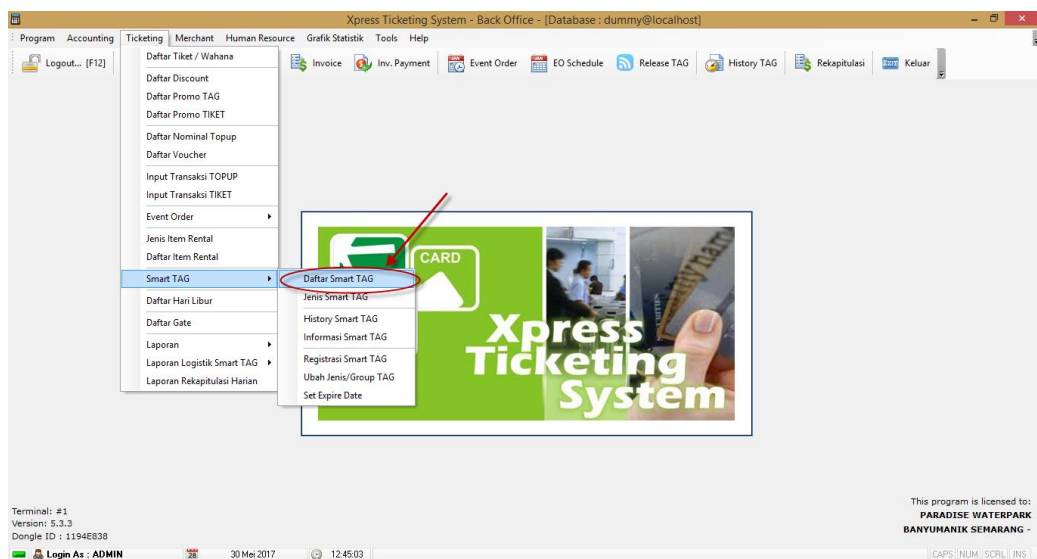 Xpress Ticketing System - Back Office - [Database : dummy@localhost]
Program Accounting Ticketing Merchant Human Resource Grafik Statistik Tools Help
Logout... [F12] Invoice Inv. Payment Event Order EO Schedule Release TAG History TAG Rekapitulasi EXIT Keluar
Daftar Tiket / Wahana
Daftar Discount
Daftar Promo TAG
Daftar Promo TIKET
Daftar Nominal Topup
Daftar Voucher
Input Transaksi TOPUP
Input Transaksi TIKET
Event Order
Jenis Item Rental
Daftar Item Rental
Smart TAG
Daftar Hari Libur
Daftar Gate
Laporan
Laporan Logistik Smart TAG
Laporan Rekapitulasi Harian
Daftar Smart TAG
Jenis Smart TAG
History Smart TAG
Informasi Smart TAG
Registrasi Smart TAG
Ubah Jenis/Group TAG
Set Expire Date
CARD
Xpress
Ticketing
System
Terminal: #1
Version: 5.3.3
Dongle ID : 1194E838
This program is licensed to:
PARADISE WATERPARK
BANYUMANIK SEMARANG -
Login As : ADMIN 28 30 Mei 2017 12:45:03 CAPS NUM SCRL INS